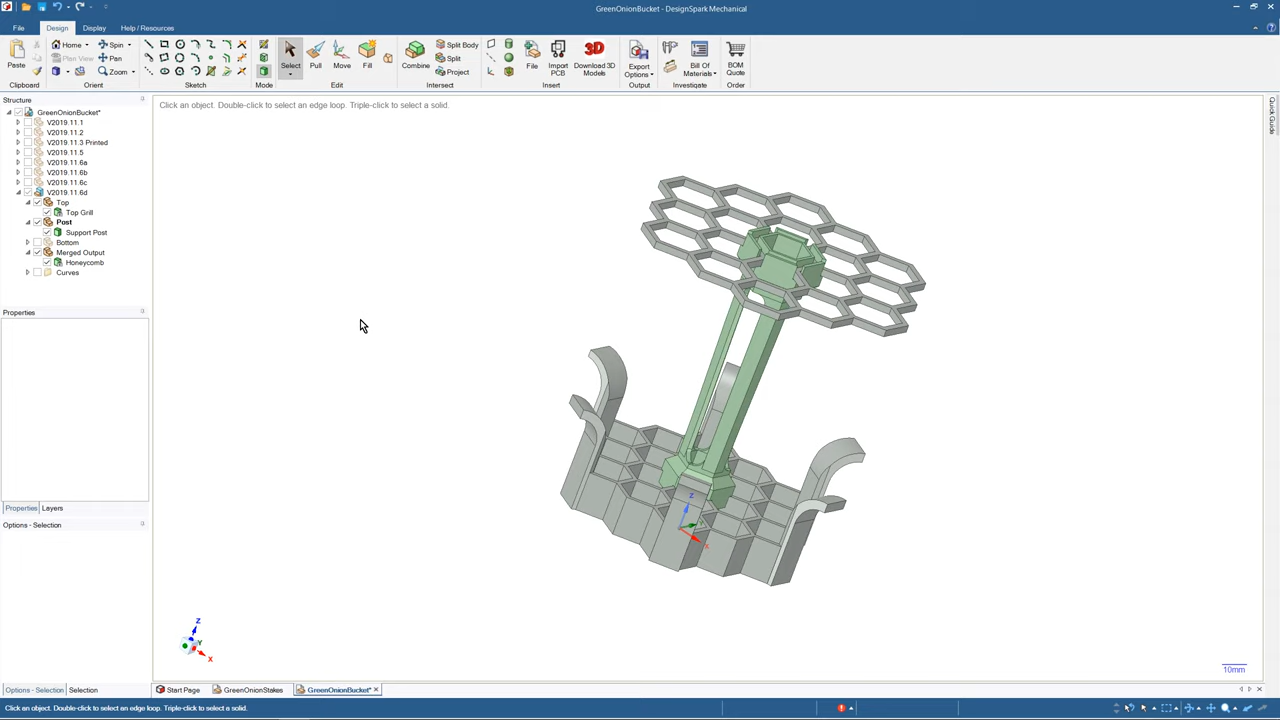 GreenOnionBucket - DesignSpark Mechanical
File Design Display Help / Resources
Paste Home Spin Select Pull Move Fill Combine Split Body File Import PCB Download 3D Models Export Options Bill Of Materials BOM Quote
Plan View Pan Split
Zoom Project
Clipboard Orient Sketch Mode Edit Intersect Insert Output Investigate Order
Structure
Click an object. Double-click to select an edge loop. Triple-click to select a solid.
Quick Guide
GreenOnionBucket*
V2019.11.1
V2019.11.2
V2019.11.3 Printed
V2019.11.5
V2019.11.6a
V2019.11.6b
V2019.11.6c
V2019.11.6d
Top
Top Grill
Post
Support Post
Bottom
Merged Output
Honeycomb
Curves
Properties
Properties Layers
Options - Selection
Z
X
Z
Y
X
10mm
Options - Selection Selection Start Page GreenOnionStakes GreenOnionBucket*
Click an object. Double-click to select an edge loop. Triple-click to select a solid.